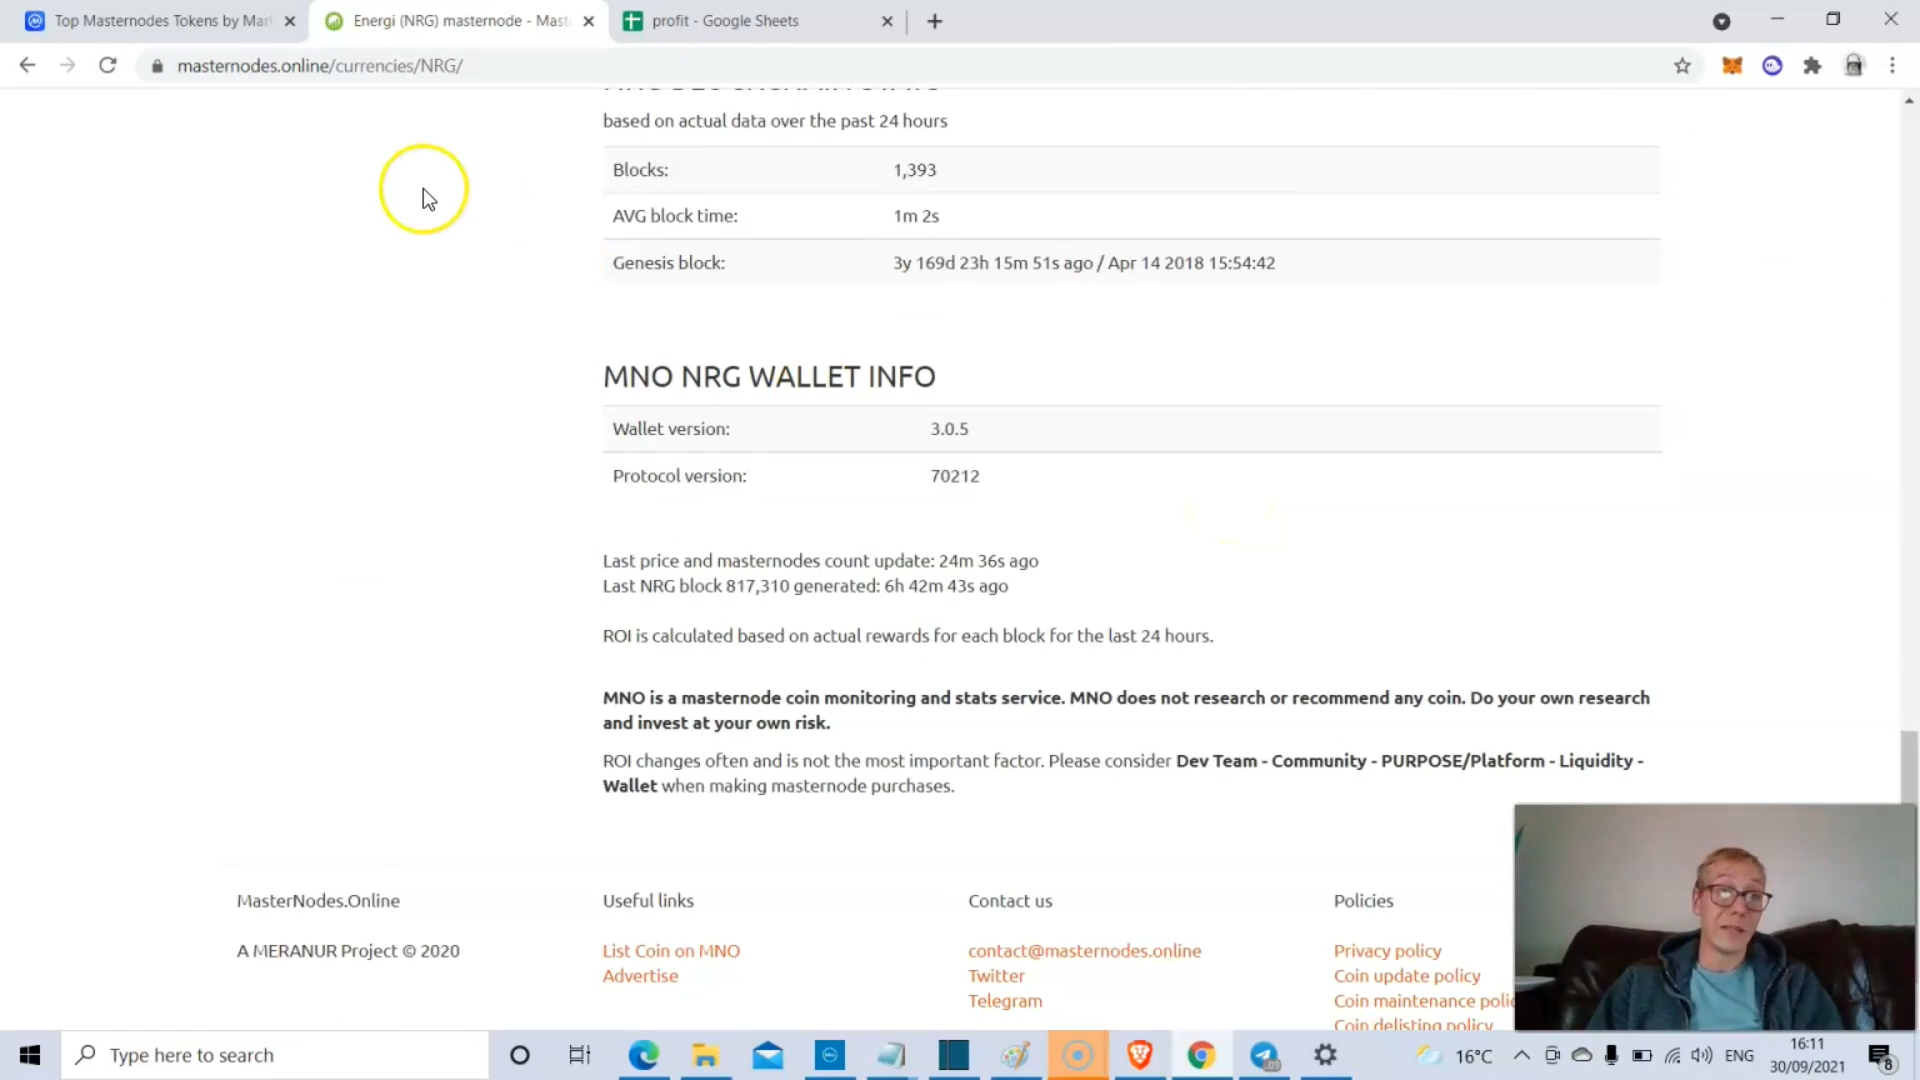 Top Masternodes Tokens by Mar
Energi (NRG) masternode - Mast
profit - Google Sheets
masternodes.online/currencies/NRG/
based on actual data over the past 24 hours
Blocks: 1,393
AVG block time: 1m 2s
Genesis block: 3y 169d 23h 15m 51s ago / Apr 14 2018 15:54:42
MNO NRG WALLET INFO
Wallet version: 3.0.5
Protocol version: 70212
Last price and masternodes count update: 24m 36s ago
Last NRG block 817,310 generated: 6h 42m 43s ago
ROI is calculated based on actual rewards for each block for the last 24 hours.
MNO is a masternode coin monitoring and stats service. MNO does not research or recommend any coin. Do your own research
and invest at your own risk.
ROI changes often and is not the most important factor. Please consider Dev Team - Community - PURPOSE/Platform - Liquidity -
Wallet when making masternode purchases.
MasterNodes.Online Useful links Contact us Policies
A MERANUR Project © 2020 List Coin on MNO contact@masternodes.online Privacy policy
Advertise Twitter Coin update policy
Telegram Coin maintenance polic
Coin delisting policy
Type here to search
16°C
ENG
16:11
30/09/2021
8